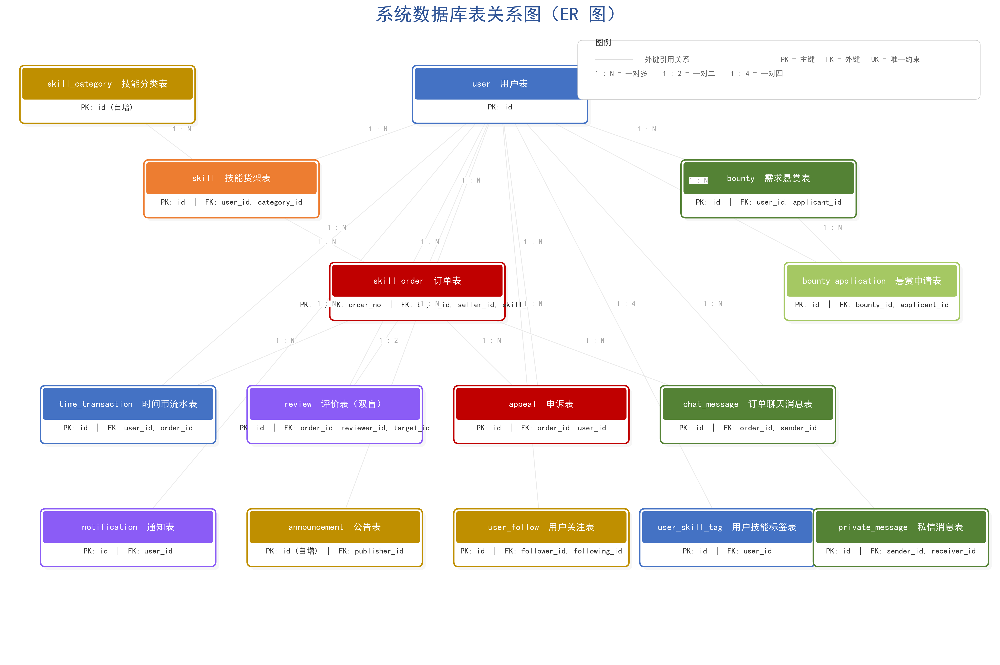 系统数据库表关系图（ER 图）
图例
外键引用关系
PK = 主键 FK = 外键 UK = 唯一约束
1 : N = 一对多 1 : 2 = 一对二 1 : 4 = 一对四
skill_category 技能分类表
PK: id（自增）
user 用户表
PK: id
1 : N
1 : N
1 : N
skill 技能货架表
PK: id | FK: user_id, category_id
1 : N
1 : N
bounty 需求悬赏表
PK: id | FK: user_id, applicant_id
1 : N
1 : N
1 : N
1 : N
1 : N
skill_order 订单表
PK: K: order_no | FK: b _id, seller_id, skill_
bounty_application 悬赏申请表
PK: id | FK: bounty_id, applicant_id
1 : N
1 : N
1 : N
1 : 4
1 : N
1 : N
1 : 2
1 : N
1 : N
time_transaction 时间币流水表
PK: id | FK: user_id, order_id
review 评价表（双盲）
PK: id | FK: order_id, reviewer_id, target_id
appeal 申诉表
PK: id | FK: order_id, user_id
chat_message 订单聊天消息表
PK: id | FK: order_id, sender_id
notification 通知表
PK: id | FK: user_id
announcement 公告表
PK: id（自增） | FK: publisher_id
user_follow 用户关注表
PK: id | FK: follower_id, following_id
user_skill_tag 用户技能标签表
PK: id | FK: user_id
private_message 私信消息表
PK: id | FK: sender_id, receiver_id